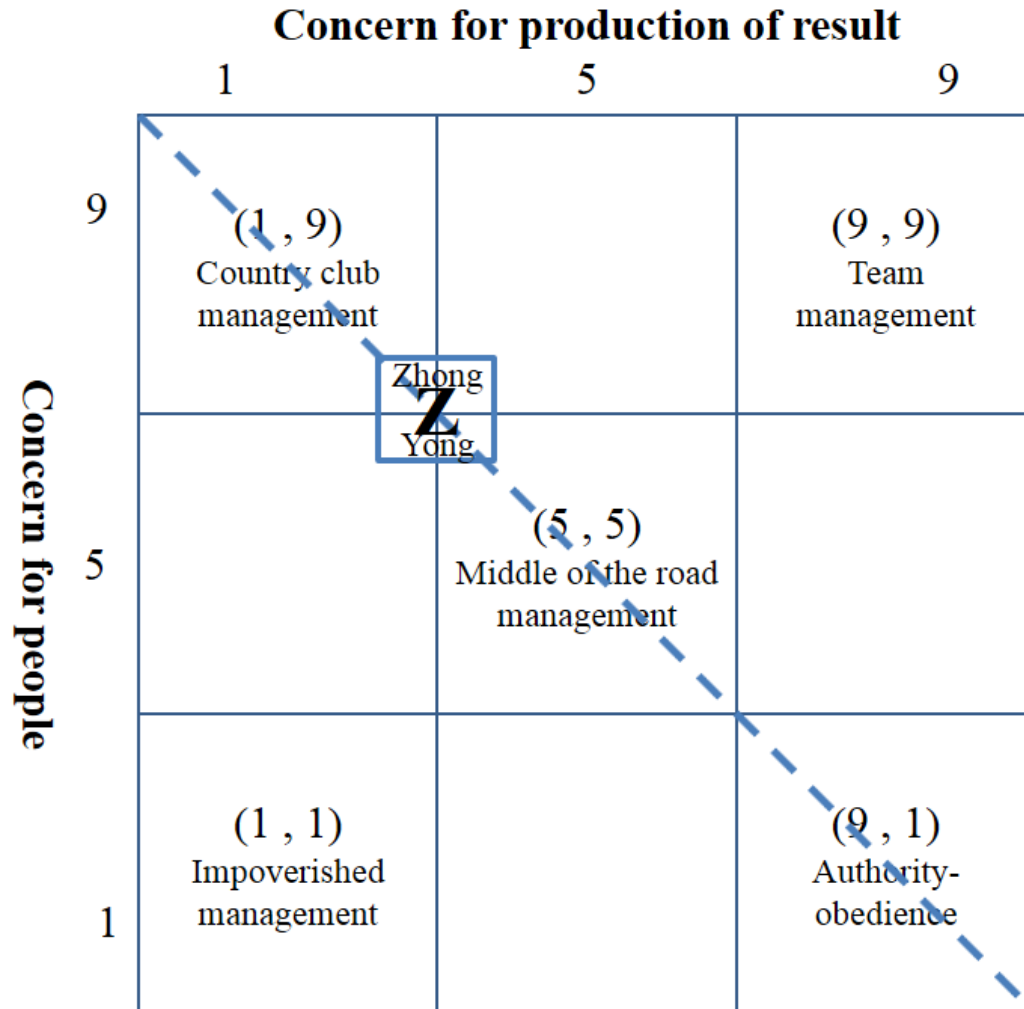 Concern for production of result
1 5 9
9
(1 , 9)
Country club
management
(9 , 9)
Team
management
Zhong
Z
Yong
Concern for people
5
(5 , 5)
Middle of the road
management
1
(1 , 1)
Impoverished
management
(9 , 1)
Authority-
obedience